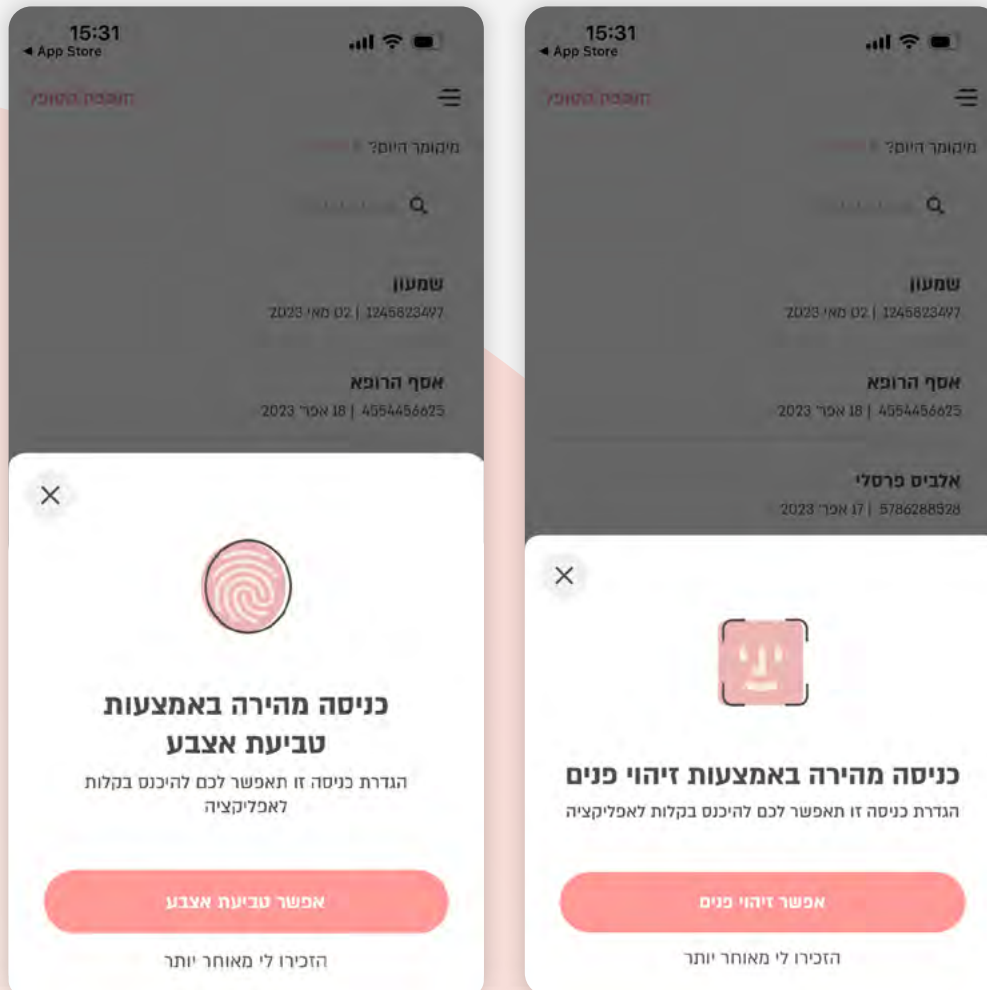 15:31
◀ App Store
מיקומך היום?
שמעון
1245823497 | 02 מאי 2023
אסף הרופא
4554456625 | 18 אפר׳ 2023
כניסה מהירה באמצעות
טביעת אצבע
הגדרת כניסה זו תאפשר לכם להיכנס בקלות
לאפליקציה
אפשר טביעת אצבע
הזכירו לי מאוחר יותר
15:31
◀ App Store
מיקומך היום?
שמעון
1245823497 | 02 מאי 2023
אסף הרופא
4554456625 | 18 אפר׳ 2023
אלביס פרסלי
5786288528 | 17 אפר׳ 2023
כניסה מהירה באמצעות זיהוי פנים
הגדרת כניסה זו תאפשר לכם להיכנס בקלות לאפליקציה
אפשר זיהוי פנים
הזכירו לי מאוחר יותר